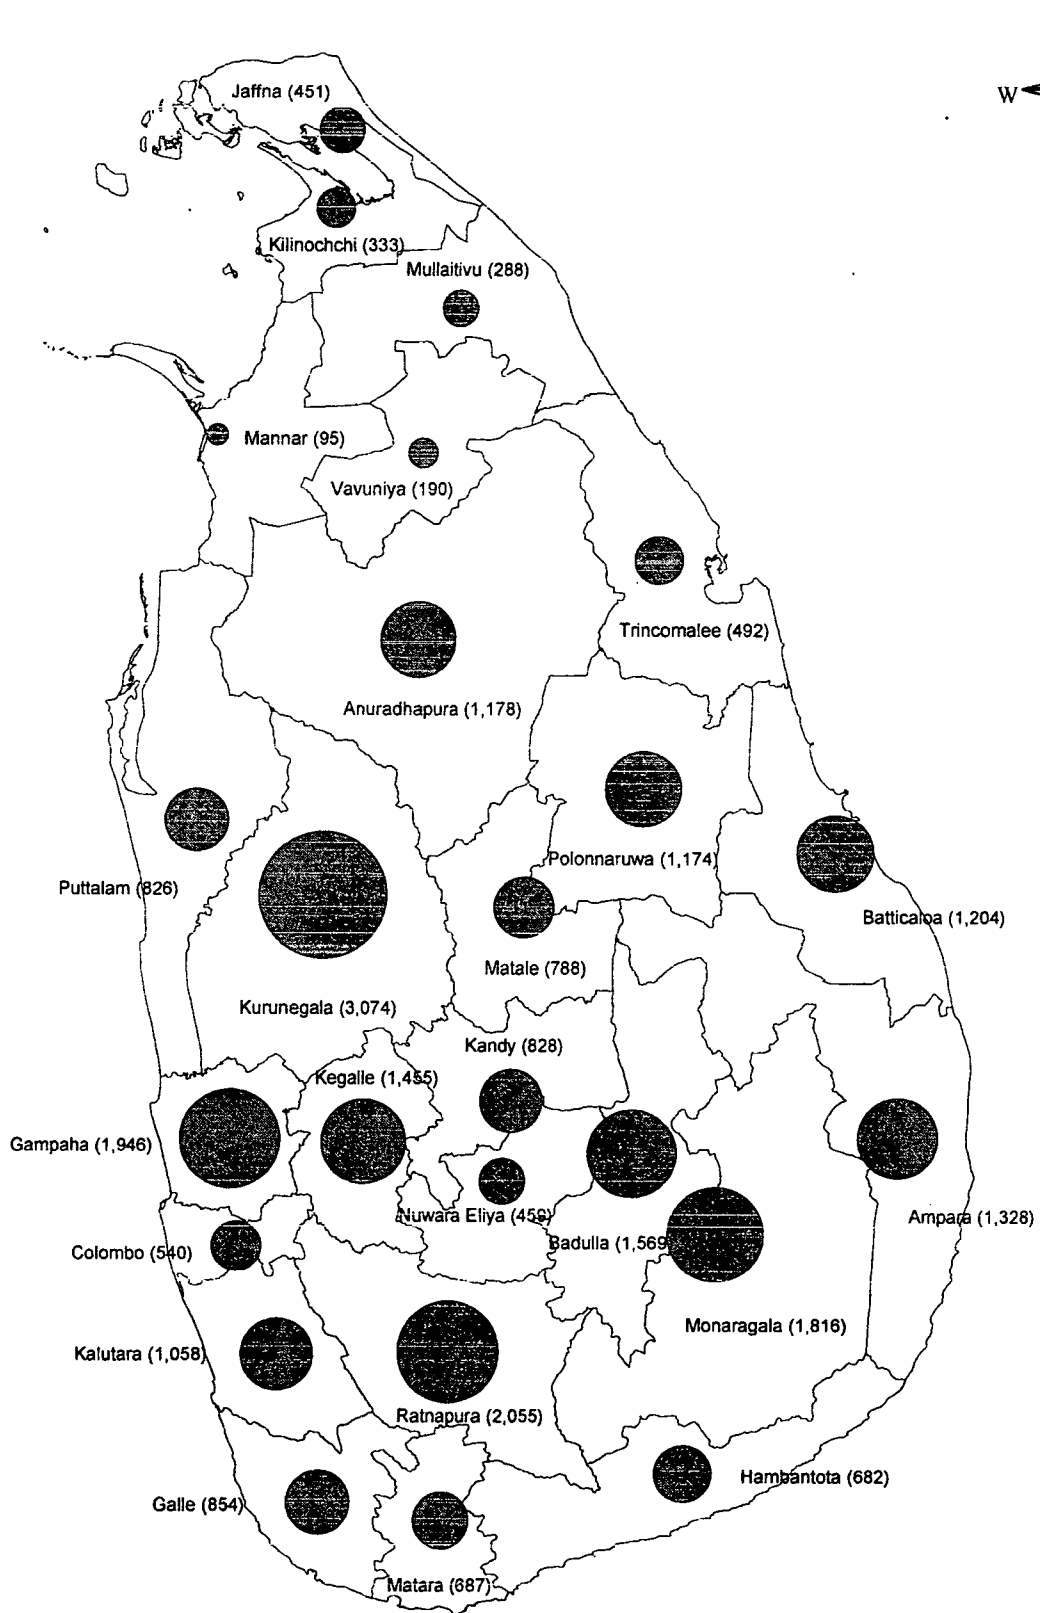 Jaffna (451)
W
Kilinochchi (333)
Mullaitivu (288)
Mannar (95)
Vavuniya (190)
Trincomalee (492)
Anuradhapura (1,178)
Polonnaruwa (1,174)
Puttalam (826)
Batticaloa (1,204)
Matale (788)
Kurunegala (3,074)
Kandy (828)
Kegalle (1,455)
Gampaha (1,946)
Nuwara Eliya (459)
Ampara (1,328)
Badulla (1,569
Colombo (540)
Monaragala (1,816)
Kalutara (1,058)
Ratnapura (2,055)
Hambantota (682)
Galle (854)
Matara (687)